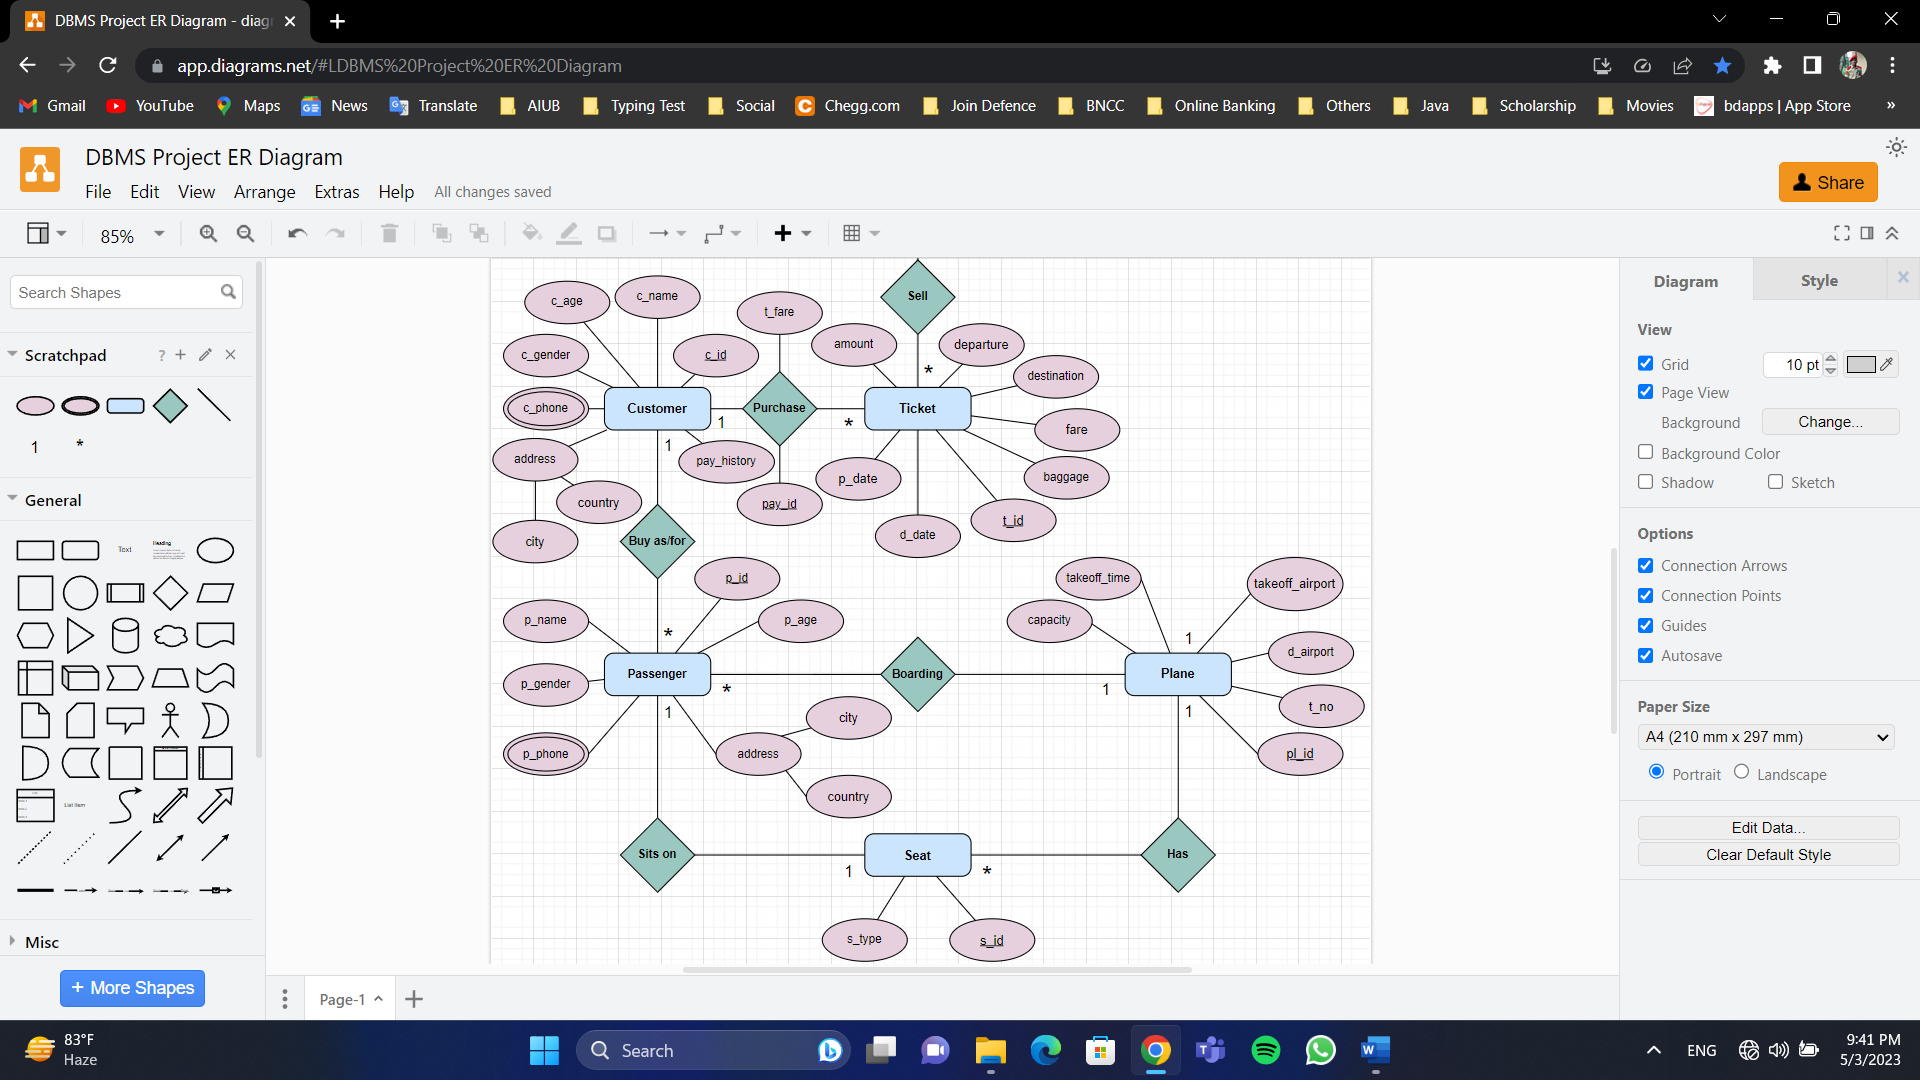 DBMS Project ER Diagram - diag
app.diagrams.net/#LDBMS%20Project%20ER%20Diagram
Gmail YouTube Maps News Translate AIUB Typing Test Social Chegg.com Join Defence BNCC Online Banking Others Java Scholarship Movies bdapps | App Store »
DBMS Project ER Diagram
File Edit View Arrange Extras Help All changes saved
Share
85%
Search Shapes
Scratchpad ?
1 *
General
Text
Heading
List Item
Misc
+ More Shapes
Sell
c_age
c_name
t_fare
amount
departure
c_gender
c_id
destination
*
c_phone
Customer
1
Purchase
*
Ticket
fare
address
1
pay_history
p_date
baggage
country
pay_id
t_id
city
Buy as/for
d_date
p_id
takeoff_time
takeoff_airport
p_name
*
p_age
capacity
1
d_airport
p_gender
Passenger
*
Boarding
1
Plane
t_no
1
city
1
p_phone
address
pl_id
country
Sits on
1
Seat
*
Has
s_type
s_id
Page-1
Diagram Style
View
Grid 10 pt
Page View
Background Change...
Background Color
Shadow Sketch
Options
Connection Arrows
Connection Points
Guides
Autosave
Paper Size
A4 (210 mm x 297 mm)
Portrait Landscape
Edit Data...
Clear Default Style
83°F
Haze
Search
ENG
9:41 PM
5/3/2023